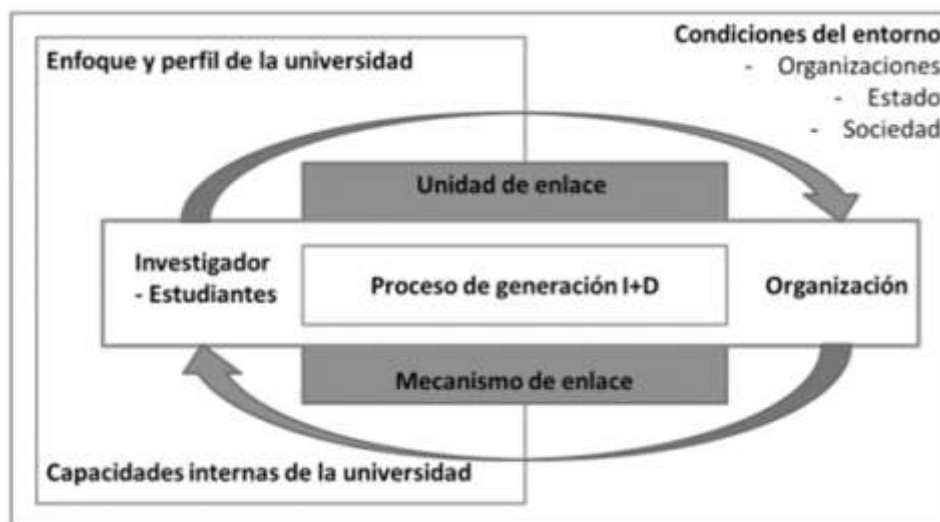 Condiciones del entorno
- Organizaciones
- Estado
- Sociedad
Enfoque y perfil de la universidad
Unidad de enlace
Investigador
- Estudiantes
Proceso de generación I+D
Organización
Mecanismo de enlace
Capacidades internas de la universidad